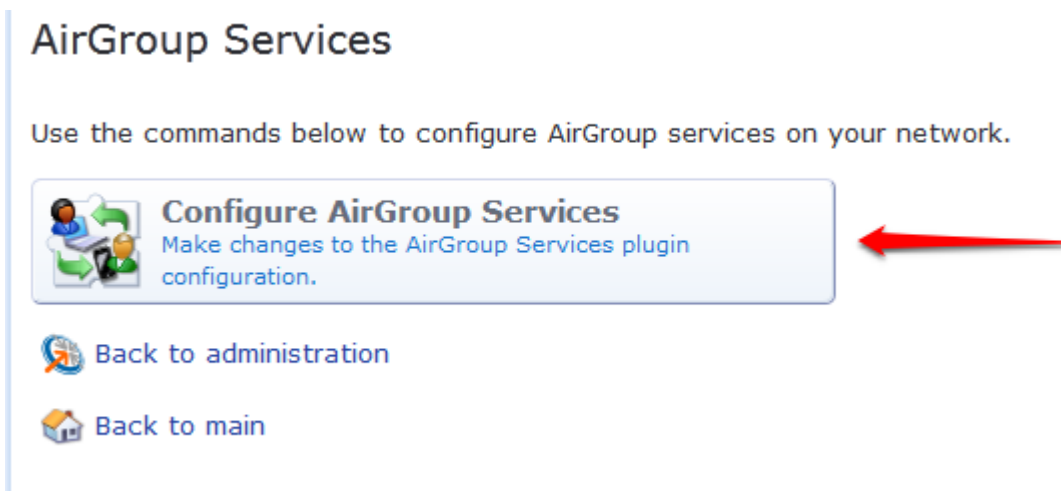 AirGroup Services
Use the commands below to configure AirGroup services on your network.
Configure AirGroup Services
Make changes to the AirGroup Services plugin
configuration.
Back to administration
Back to main